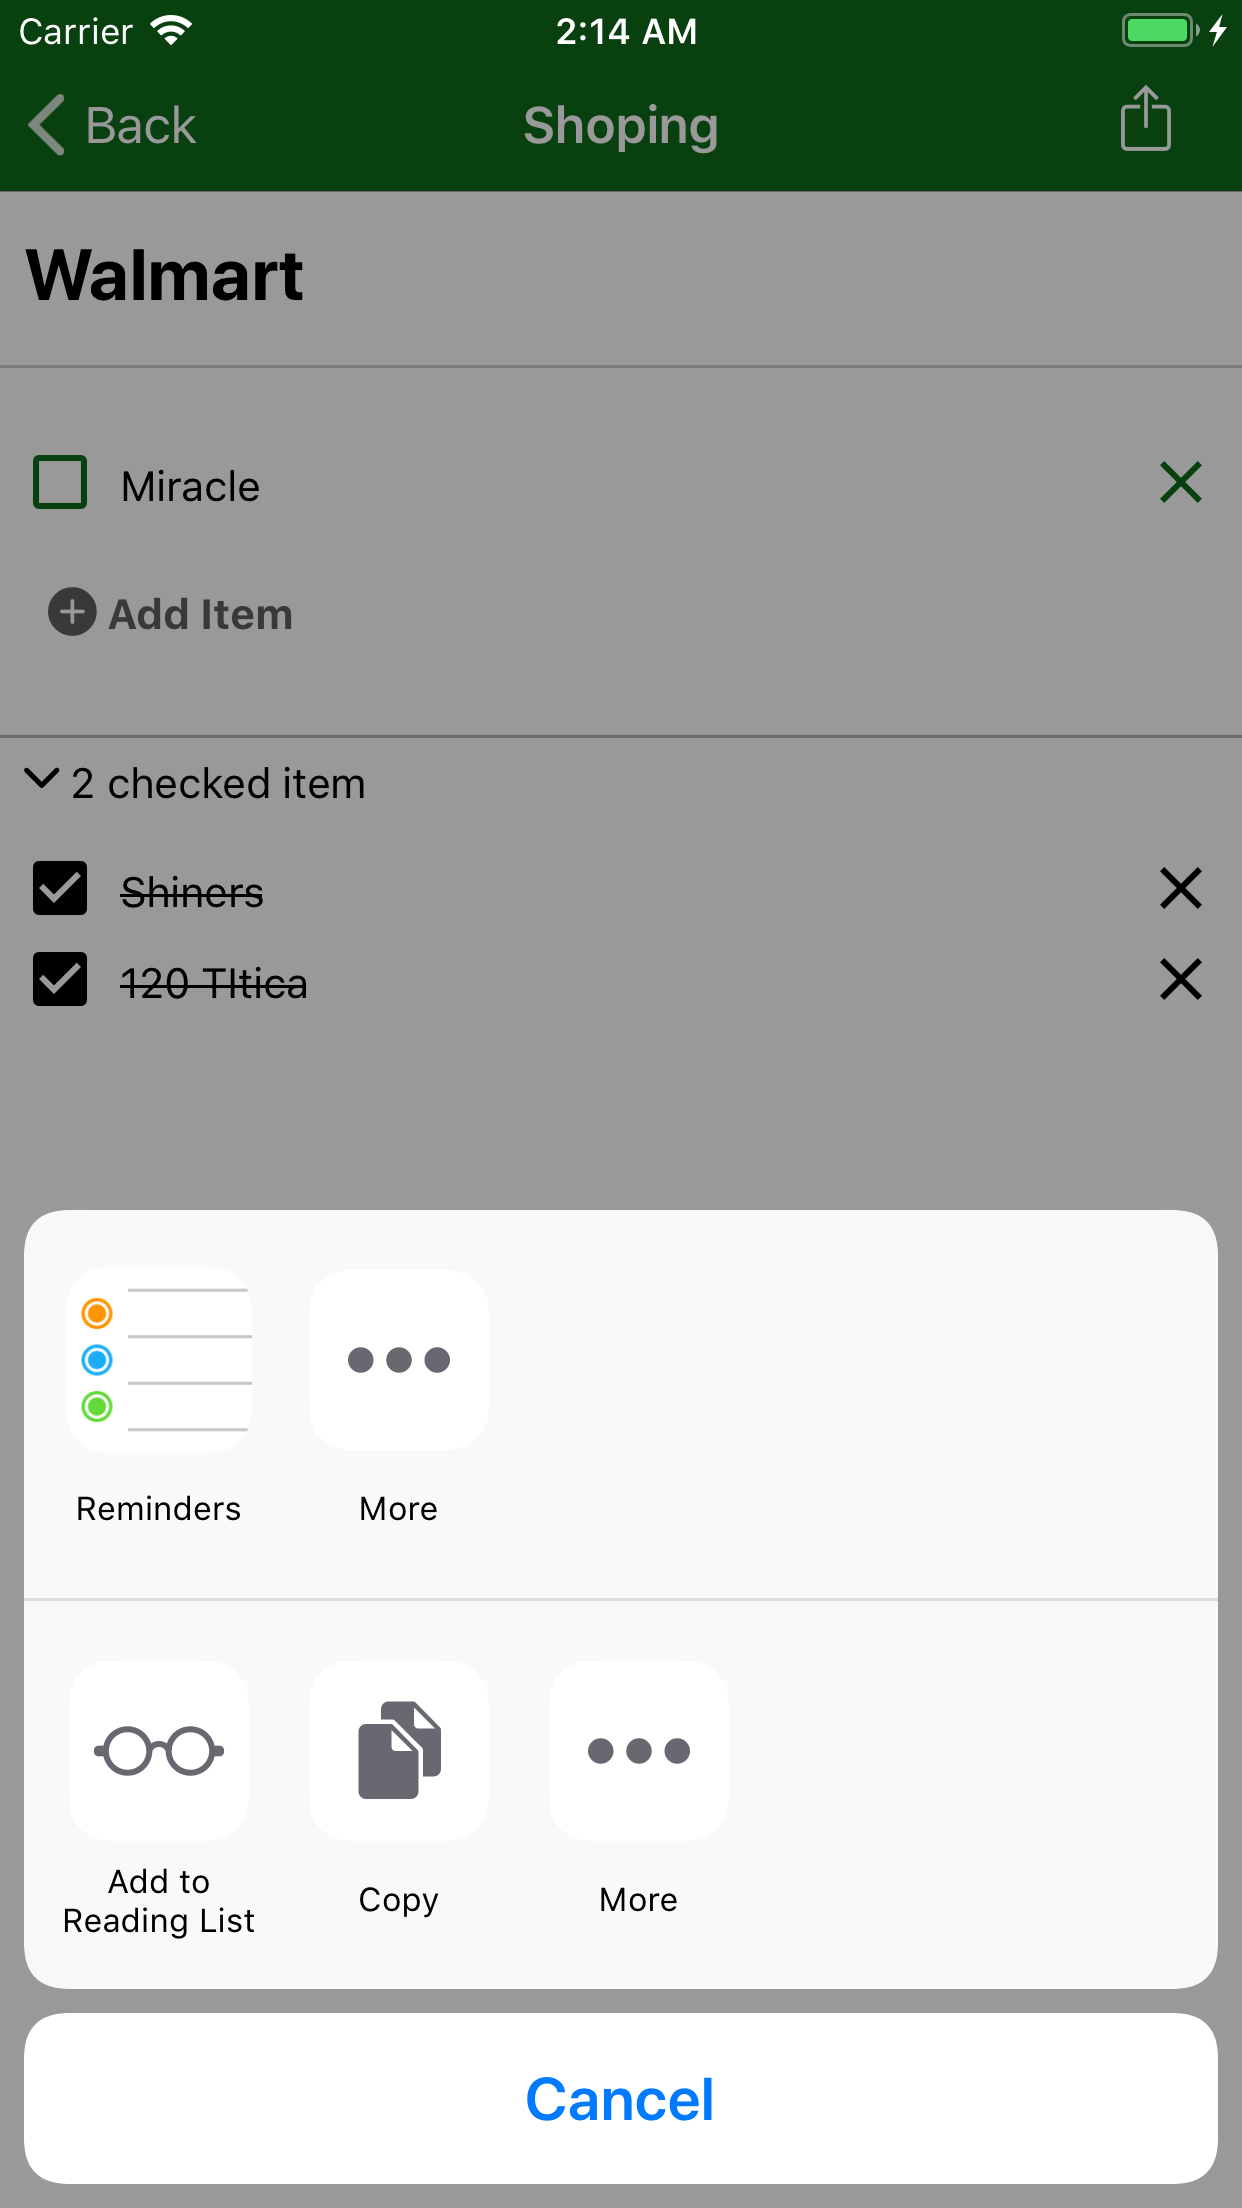 Carrier 2:14 AM
Back Shoping
Walmart
Miracle
Add Item
2 checked item
Shiners
120 TItica
Reminders More
Add to
Reading List Copy More
Cancel